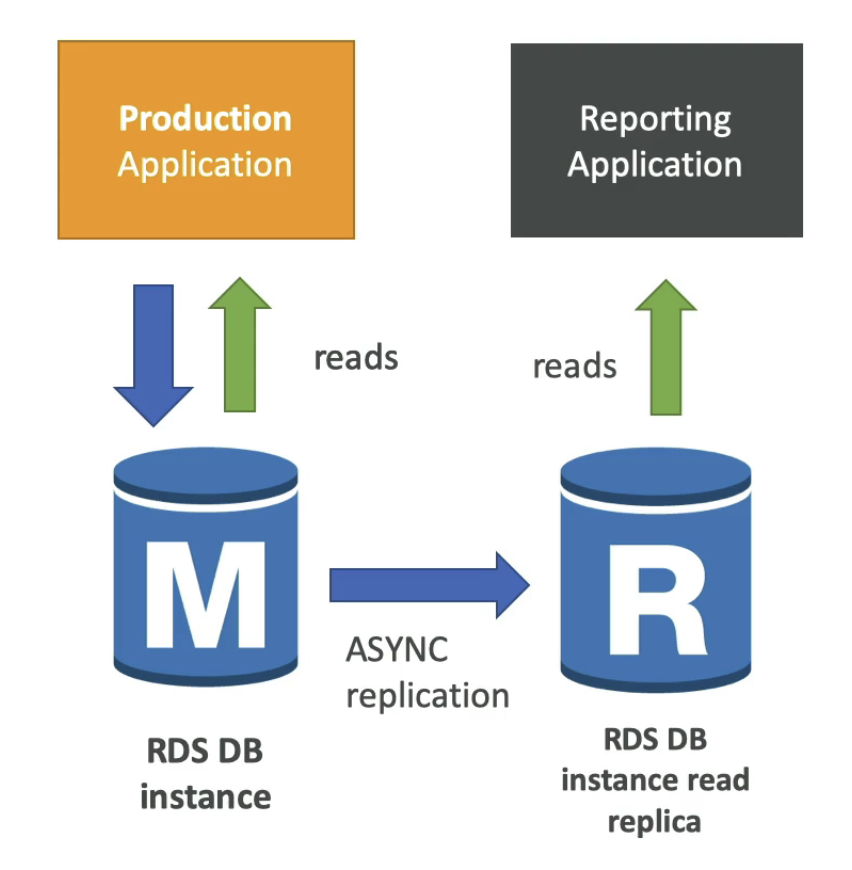 Production
Application
Reporting
Application
reads
reads
M
R
ASYNC
replication
RDS DB
instance
RDS DB
instance read
replica